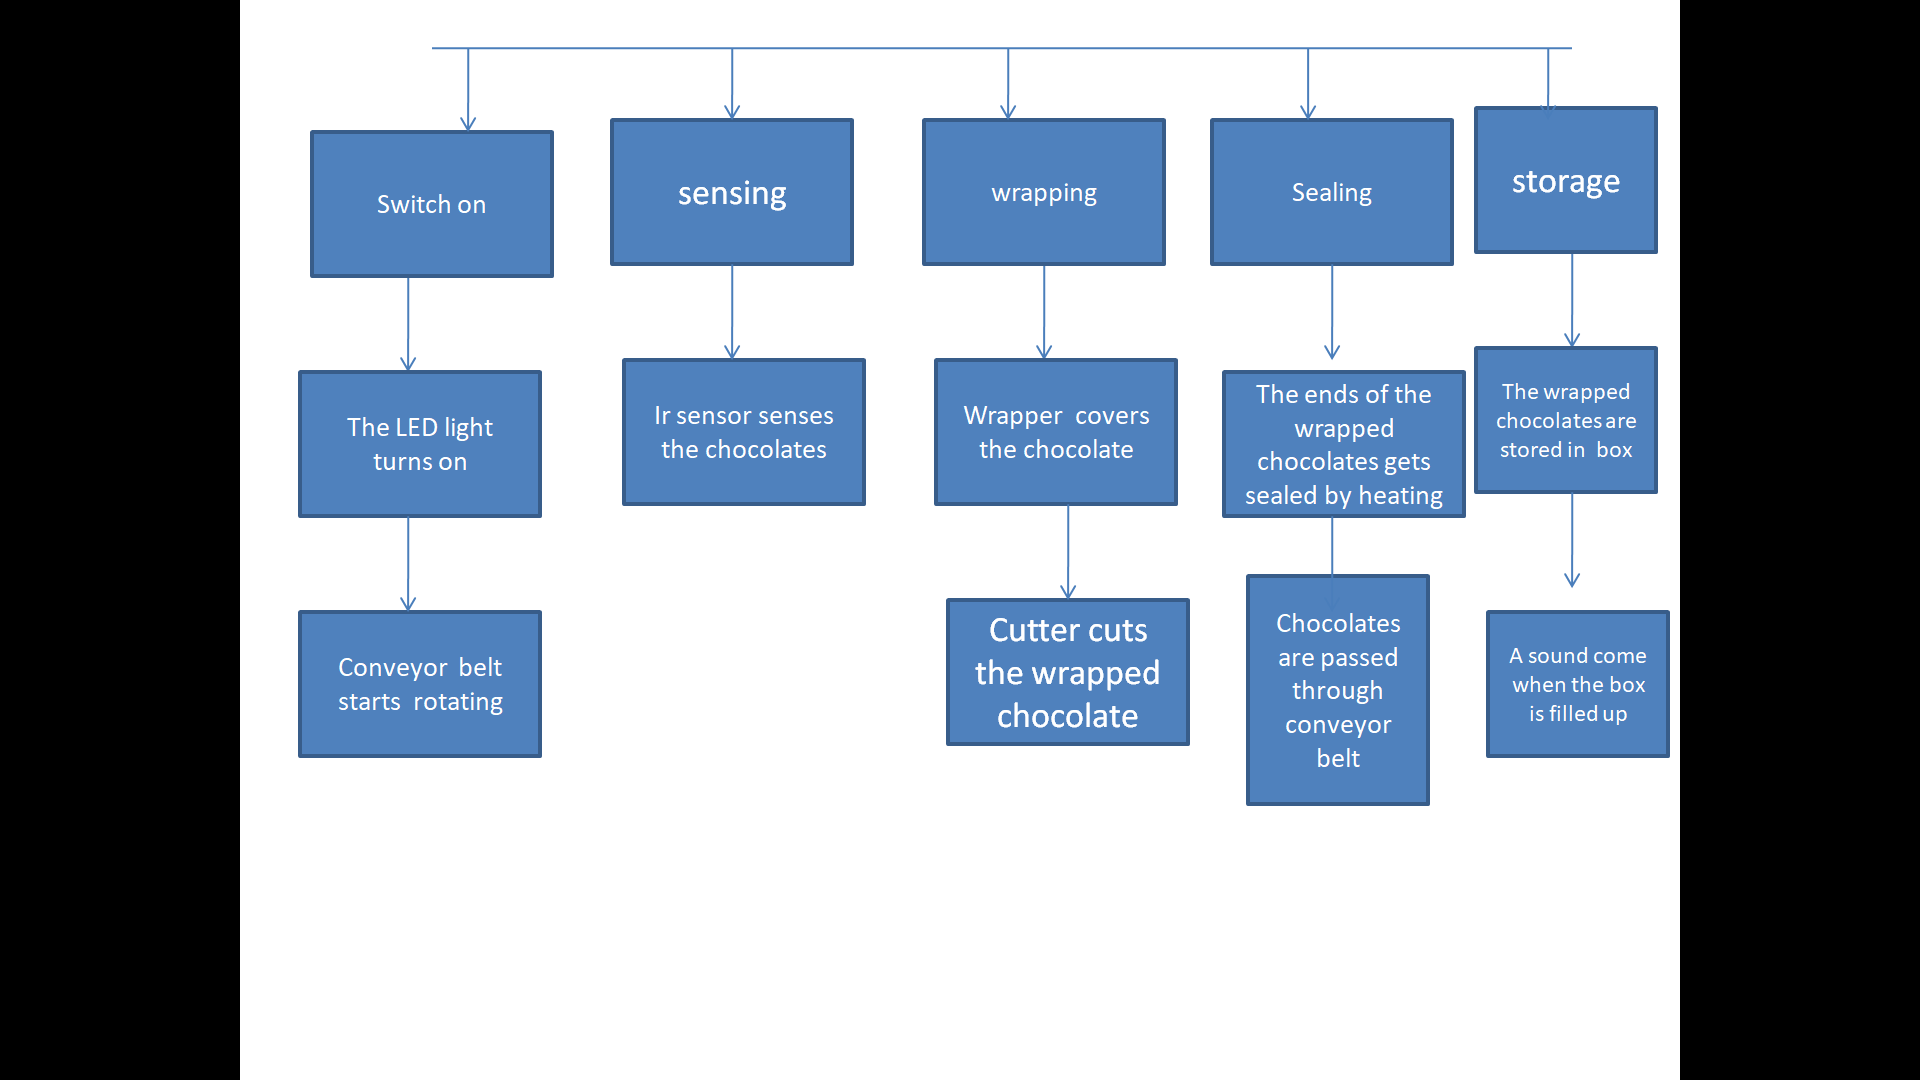 Switch on
sensing
wrapping
Sealing
storage
The LED light
turns on
Ir sensor senses
the chocolates
Wrapper covers
the chocolate
The ends of the
wrapped
chocolates gets
sealed by heating
The wrapped
chocolates are
stored in box
Conveyor belt
starts rotating
Cutter cuts
the wrapped
chocolate
Chocolates
are passed
through
conveyor
belt
A sound come
when the box
is filled up